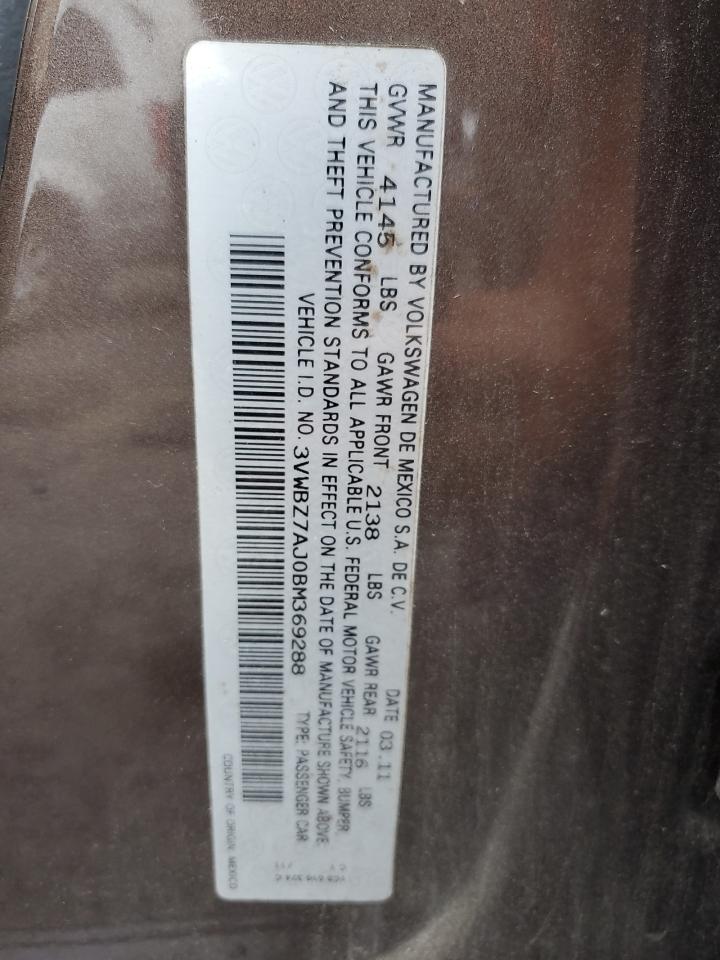 MANUFACTURED BY VOLKSWAGEN DE MEXICO S.A. DE C.V. DATE 03.11
GVWR 4145 LBS GAWR FRONT 2138 LBS GAWR REAR 2116 LBS
THIS VEHICLE CONFORMS TO ALL APPLICABLE U.S. FEDERAL MOTOR VEHICLE SAFETY, BUMPER,
AND THEFT PREVENTION STANDARDS IN EFFECT ON THE DATE OF MANUFACTURE SHOWN ABOVE.
VEHICLE I.D. NO. 3VWBZ7AJ0BM369288 TYPE: PASSENGER CAR
COUNTRY OF ORIGIN: MEXICO